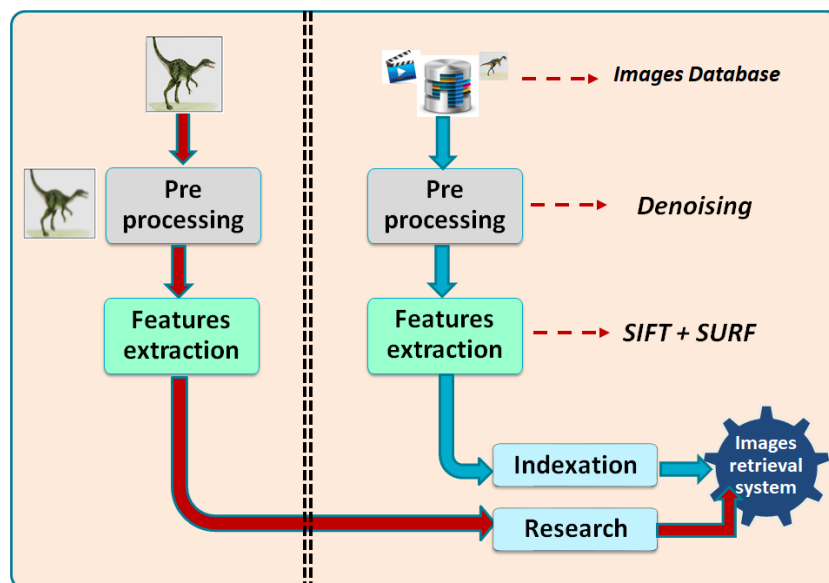 Images Database
Pre
processing
Pre
processing
Denoising
Features
extraction
Features
extraction
SIFT + SURF
Indexation
Images
retrieval
system
Research